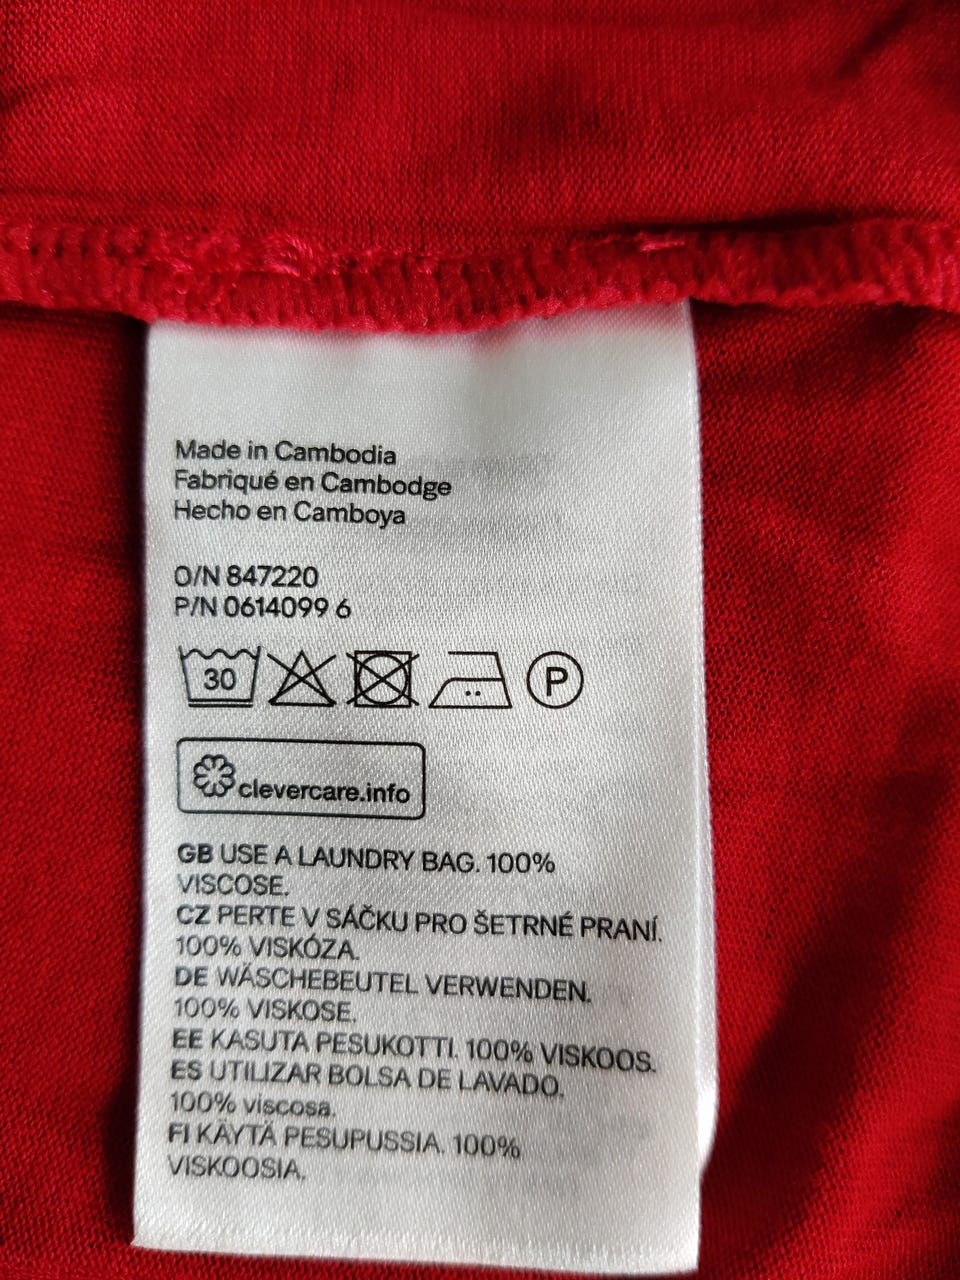 Made in Cambodia
Fabriqué en Cambodge
Hecho en Camboya
O/N 847220
P/N 0614099 6
30 P
clevercare.info
GB USE A LAUNDRY BAG. 100%
VISCOSE.
CZ PERTE V SÁČKU PRO ŠETRNÉ PRANÍ.
100% VISKÓZA.
DE WÄSCHEBEUTEL VERWENDEN.
100% VISKOSE.
EE KASUTA PESUKOTTI. 100% VISKOOS.
ES UTILIZAR BOLSA DE LAVADO.
100% viscosa.
FI KÄYTÄ PESUPUSSIA. 100%
VISKOOSIA.